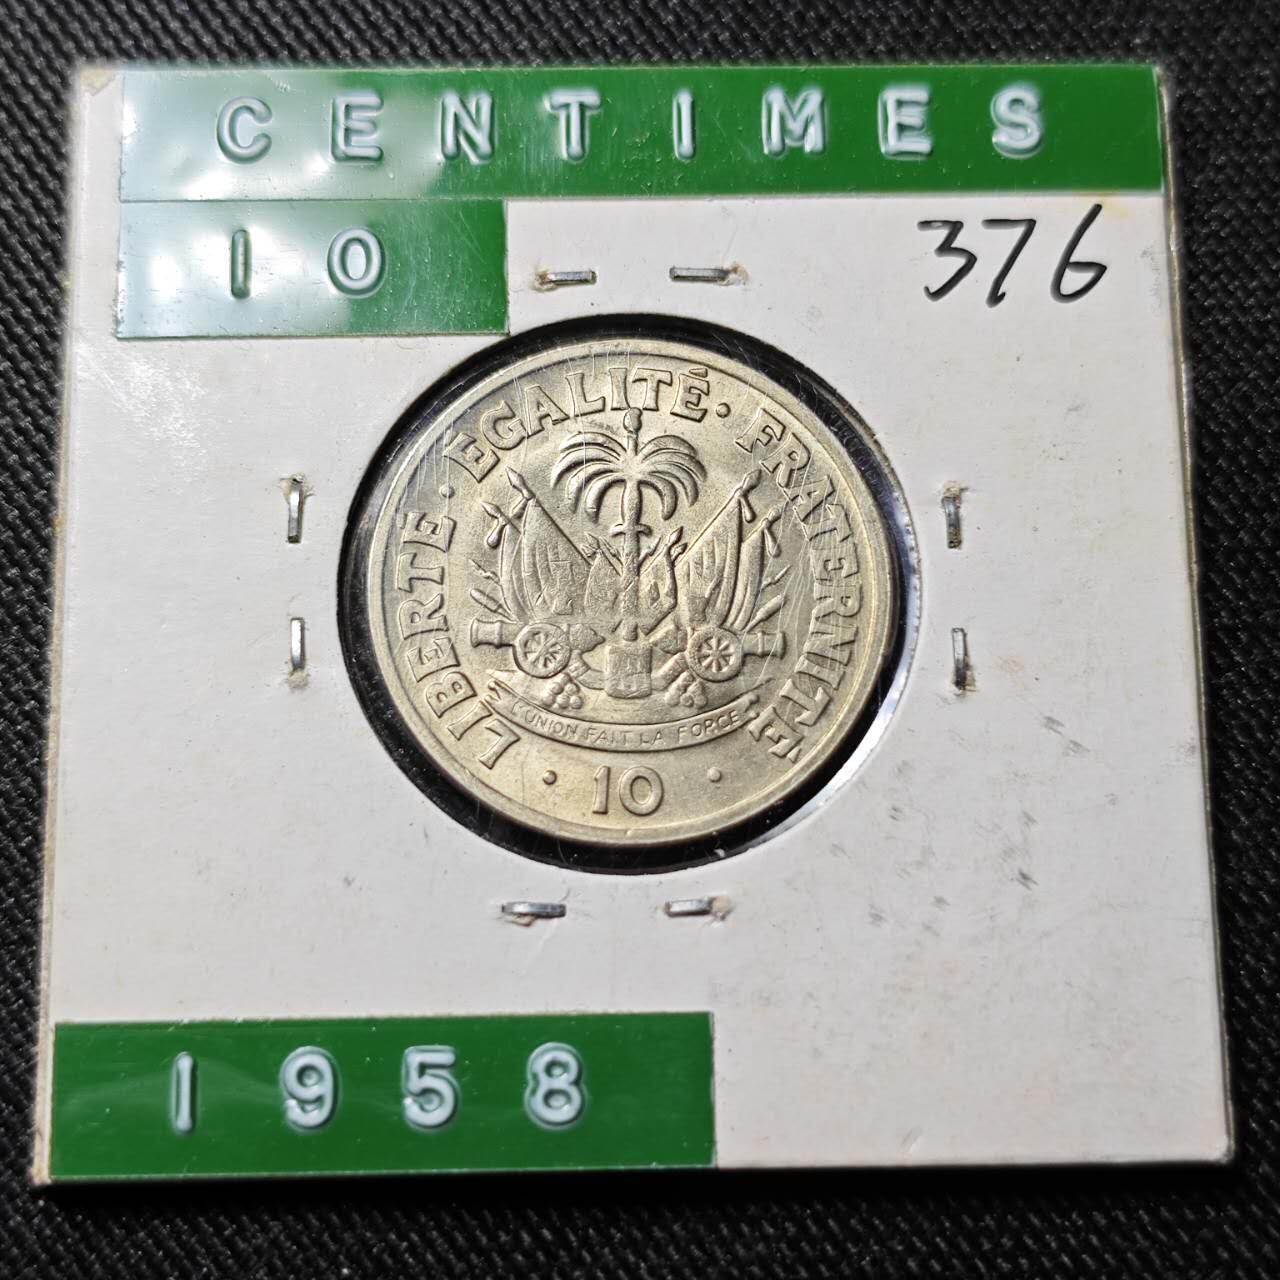 CENTIMES
10
376
LIBERTÉ · EGALITÉ · FRATERNITÉ
L'UNION FAIT LA FORCE
· 10 ·
1958